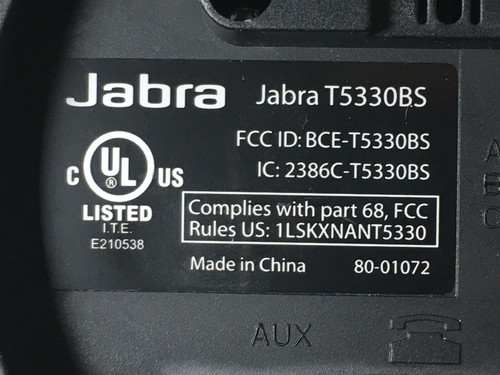 Jabra
Jabra T5330BS
FCC ID: BCE-T5330BS
IC: 2386C-T5330BS
C UL US
LISTED
I.T.E.
E210538
Complies with part 68, FCC
Rules US: 1LSKXNANT5330
Made in China
80-01072
AUX
A
B
C